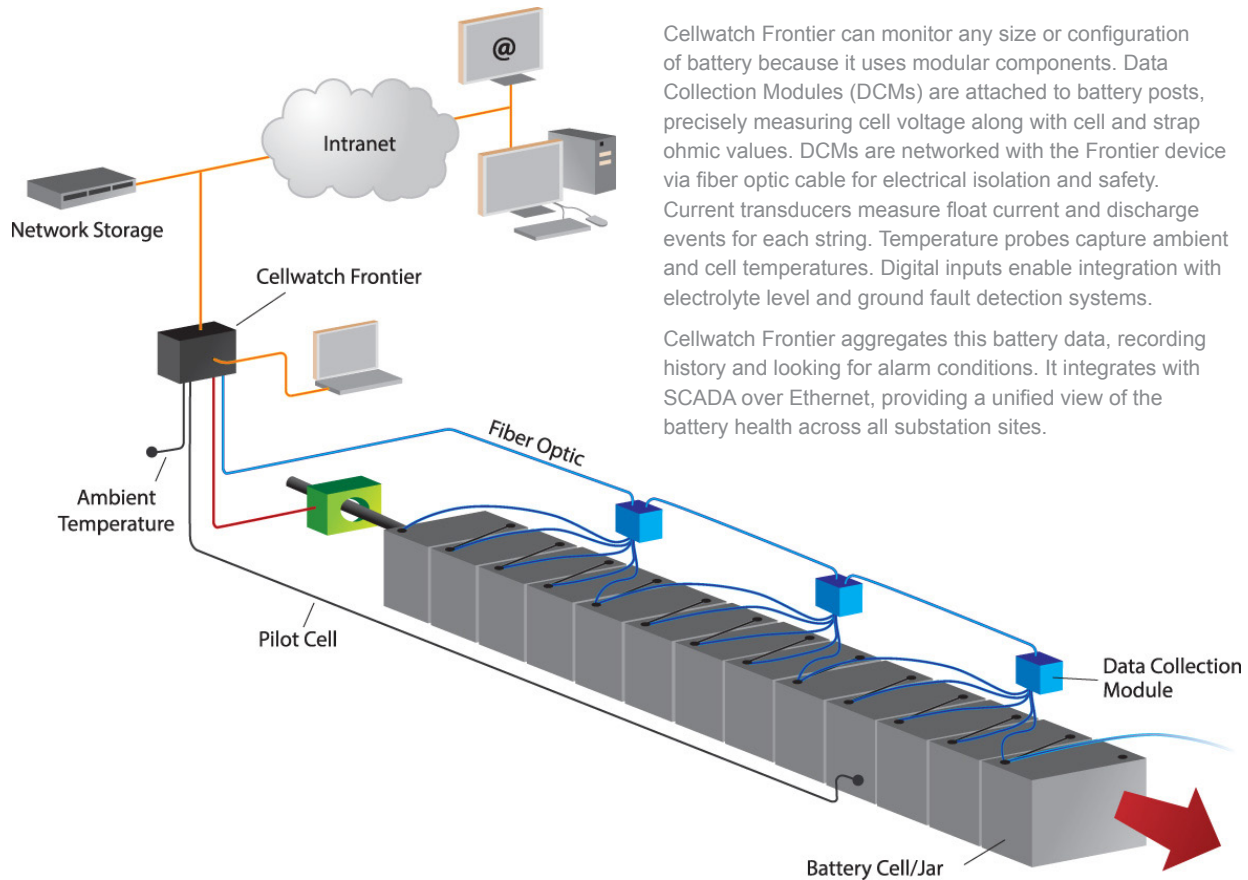 Cellwatch Frontier can monitor any size or configuration
of battery because it uses modular components. Data
Collection Modules (DCMs) are attached to battery posts,
precisely measuring cell voltage along with cell and strap
ohmic values. DCMs are networked with the Frontier device
via fiber optic cable for electrical isolation and safety.
Current transducers measure float current and discharge
events for each string. Temperature probes capture ambient
and cell temperatures. Digital inputs enable integration with
electrolyte level and ground fault detection systems.
Cellwatch Frontier aggregates this battery data, recording
history and looking for alarm conditions. It integrates with
SCADA over Ethernet, providing a unified view of the
battery health across all substation sites.
@
Intranet
Network Storage
Cellwatch Frontier
Fiber Optic
Ambient
Temperature
Pilot Cell
Data Collection
Module
Battery Cell/Jar